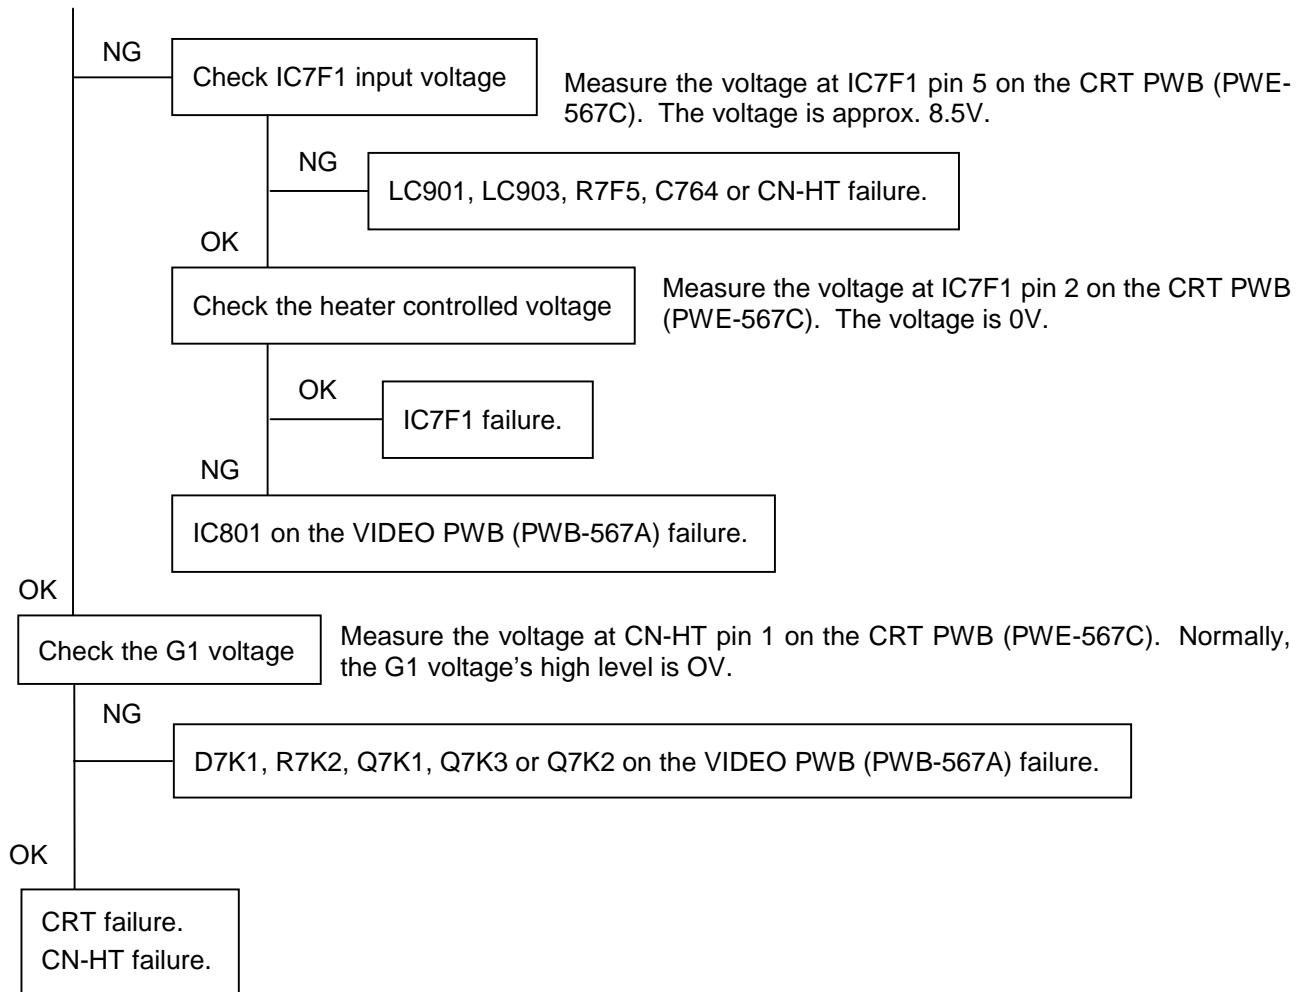 NG
Check IC7F1 input voltage
Measure the voltage at IC7F1 pin 5 on the CRT PWB (PWE-
567C). The voltage is approx. 8.5V.
NG
LC901, LC903, R7F5, C764 or CN-HT failure.
OK
Check the heater controlled voltage
Measure the voltage at IC7F1 pin 2 on the CRT PWB
(PWE-567C). The voltage is 0V.
OK
IC7F1 failure.
NG
IC801 on the VIDEO PWB (PWB-567A) failure.
OK
Check the G1 voltage
Measure the voltage at CN-HT pin 1 on the CRT PWB (PWE-567C). Normally,
the G1 voltage’s high level is OV.
NG
D7K1, R7K2, Q7K1, Q7K3 or Q7K2 on the VIDEO PWB (PWB-567A) failure.
OK
CRT failure.
CN-HT failure.